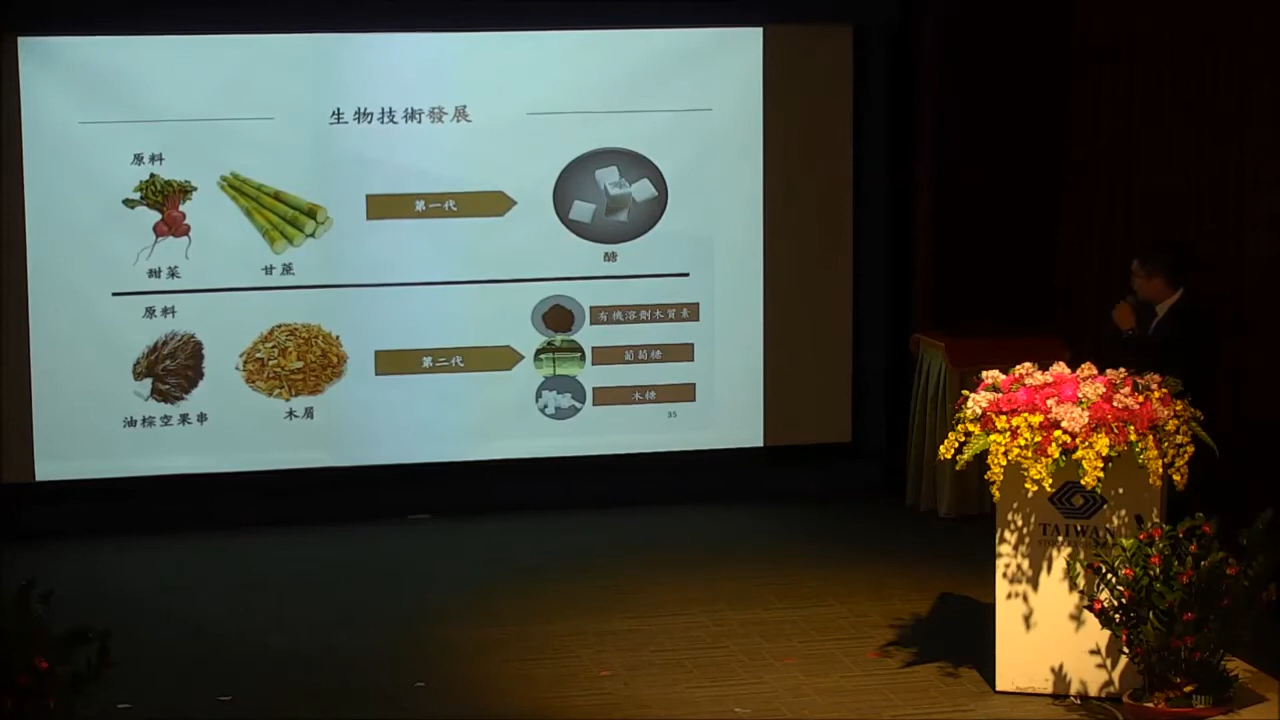 生物技術發展
原料
第一代
甜菜
甘蔗
醣
原料
第二代
有機溶劑木質素
葡萄糖
木糖
油棕空果串
木屑
35
TAIWAN